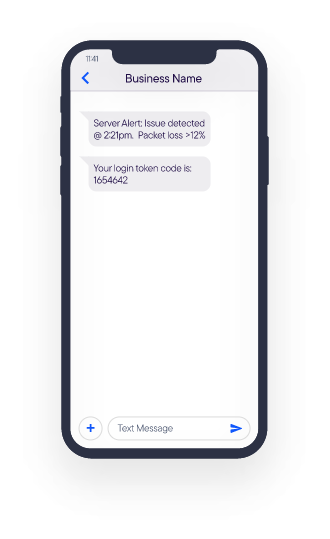 11:41
Business Name
Server Alert: Issue detected
@ 2:21pm. Packet loss >12%
Your login token code is:
1654642
Text Message